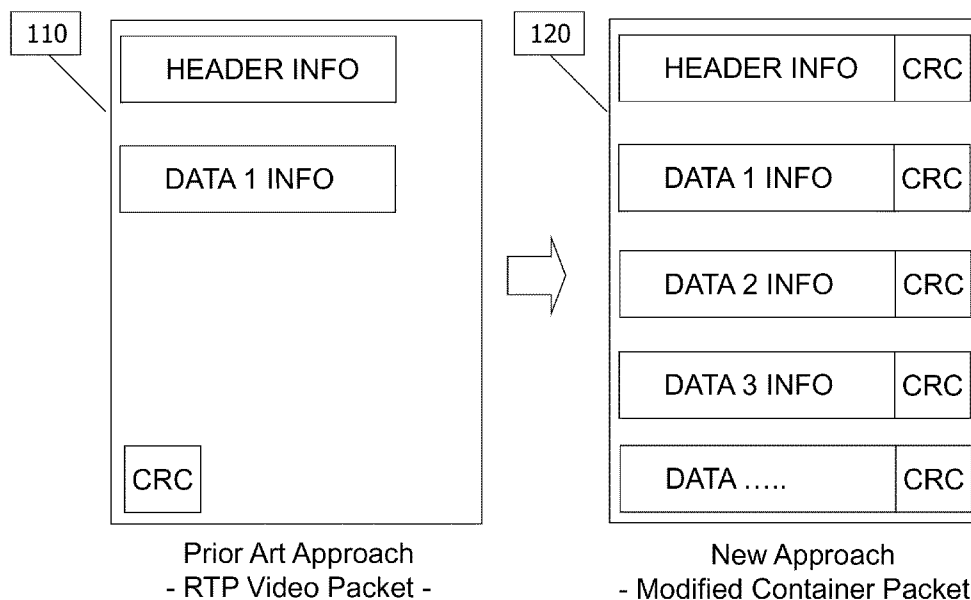 110
HEADER INFO
DATA 1 INFO
CRC
Prior Art Approach
- RTP Video Packet -
120
HEADER INFO CRC
DATA 1 INFO CRC
DATA 2 INFO CRC
DATA 3 INFO CRC
DATA ..... CRC
New Approach
- Modified Container Packet